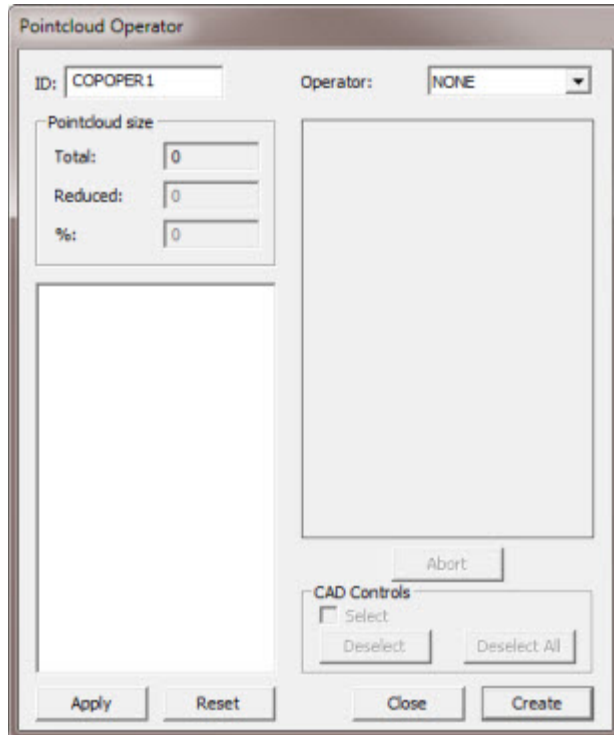 Pointcloud Operator
ID: COPOPER1
Operator: NONE
Pointcloud size
Total: 0
Reduced: 0
%: 0
Abort
CAD Controls
Select
Deselect Deselect All
Apply Reset Close Create